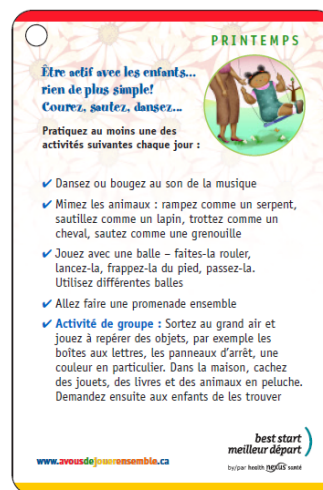 PRINTEMPS
Être actif avec les enfants...
rien de plus simple!
Courez, sautez, dansez...
Pratiquez au moins une des
activités suivantes chaque jour :
✔ Dansez ou bougez au son de la musique
✔ Mimez les animaux : rampez comme un serpent,
sautillez comme un lapin, trottez comme un
cheval, sautez comme une grenouille
✔ Jouez avec une balle – faites-la rouler,
lancez-la, frappez-la du pied, passez-la.
Utilisez différentes balles
✔ Allez faire une promenade ensemble
✔ Activité de groupe : Sortez au grand air et
jouez à repérer des objets, par exemple les
boîtes aux lettres, les panneaux d'arrêt, une
couleur en particulier. Dans la maison, cachez
des jouets, des livres et des animaux en peluche.
Demandez ensuite aux enfants de les trouver
best start
meilleur départ
www.avousdejouerensemble.ca
by/par health nexus santé